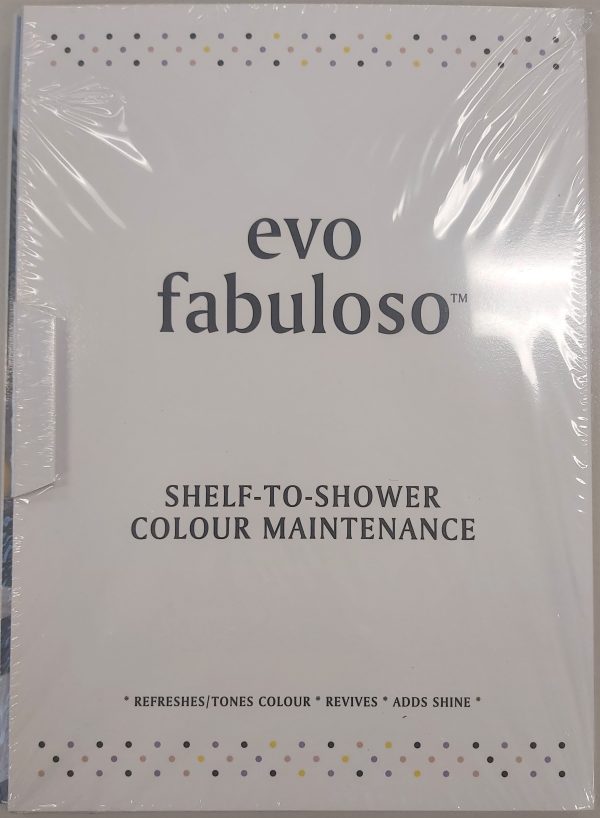 evo
fabuloso™
SHELF-TO-SHOWER
COLOUR MAINTENANCE
* REFRESHES/TONES COLOUR * REVIVES * ADDS SHINE *